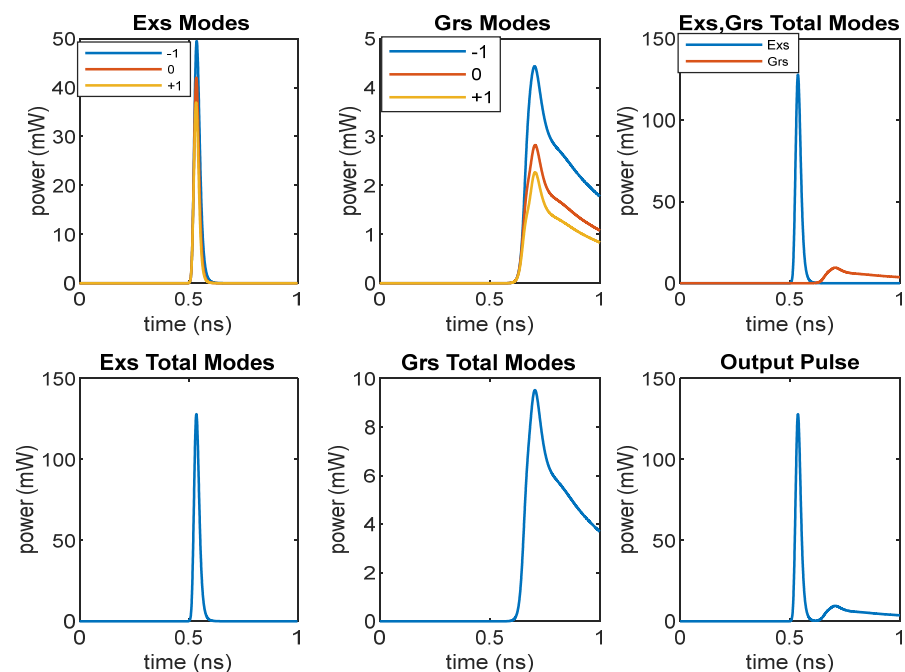 Exs Modes
50
40
30
20
10
0
power (mW)
-1
0
+1
0
0.5
1
time (ns)
Grs Modes
5
4
3
2
1
0
power (mW)
-1
0
+1
0
0.5
1
time (ns)
Exs,Grs Total Modes
150
100
50
0
power (mW)
Exs
Grs
0
0.5
1
time (ns)
Exs Total Modes
150
100
50
0
power (mW)
0
0.5
1
time (ns)
Grs Total Modes
10
8
6
4
2
0
power (mW)
0
0.5
1
time (ns)
Output Pulse
150
100
50
0
power (mW)
0
0.5
1
time (ns)